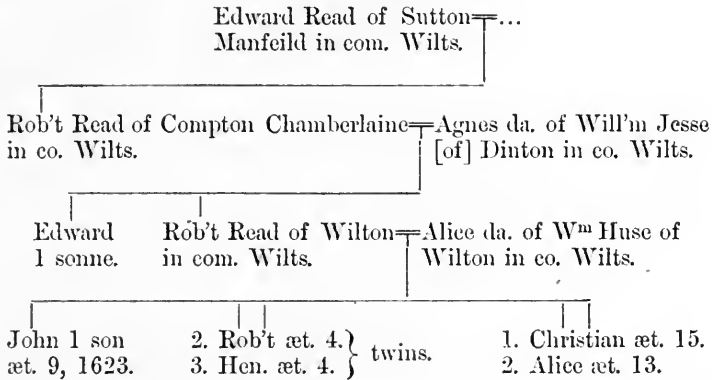 Edward Read of Sutton=...
Manfeild in com. Wilts.
Rob't Read of Compton Chamberlaine=Agnes da. of Will'm Jesse
in co. Wilts. [of] Dinton in co. Wilts.
Edward Rob't Read of Wilton=Alice da. of Wᵐ Huse of
1 sonne. in com. Wilts. Wilton in co. Wilts.
John 1 son 2. Rob't æt. 4.} twins. 1. Christian æt. 15.
æt. 9, 1623. 3. Hen. æt. 4. 2. Alice æt. 13.